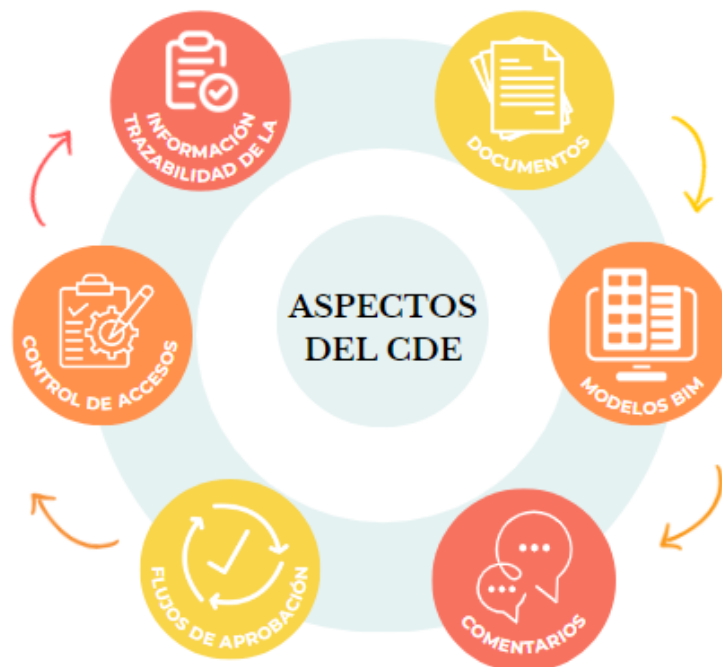 INFORMACIÓN
TRAZABILIDAD DE LA
DOCUMENTOS
ASPECTOS
DEL CDE
CONTROL DE ACCESOS
MODELOS BIM
FLUJOS DE APROBACIÓN
COMENTARIOS